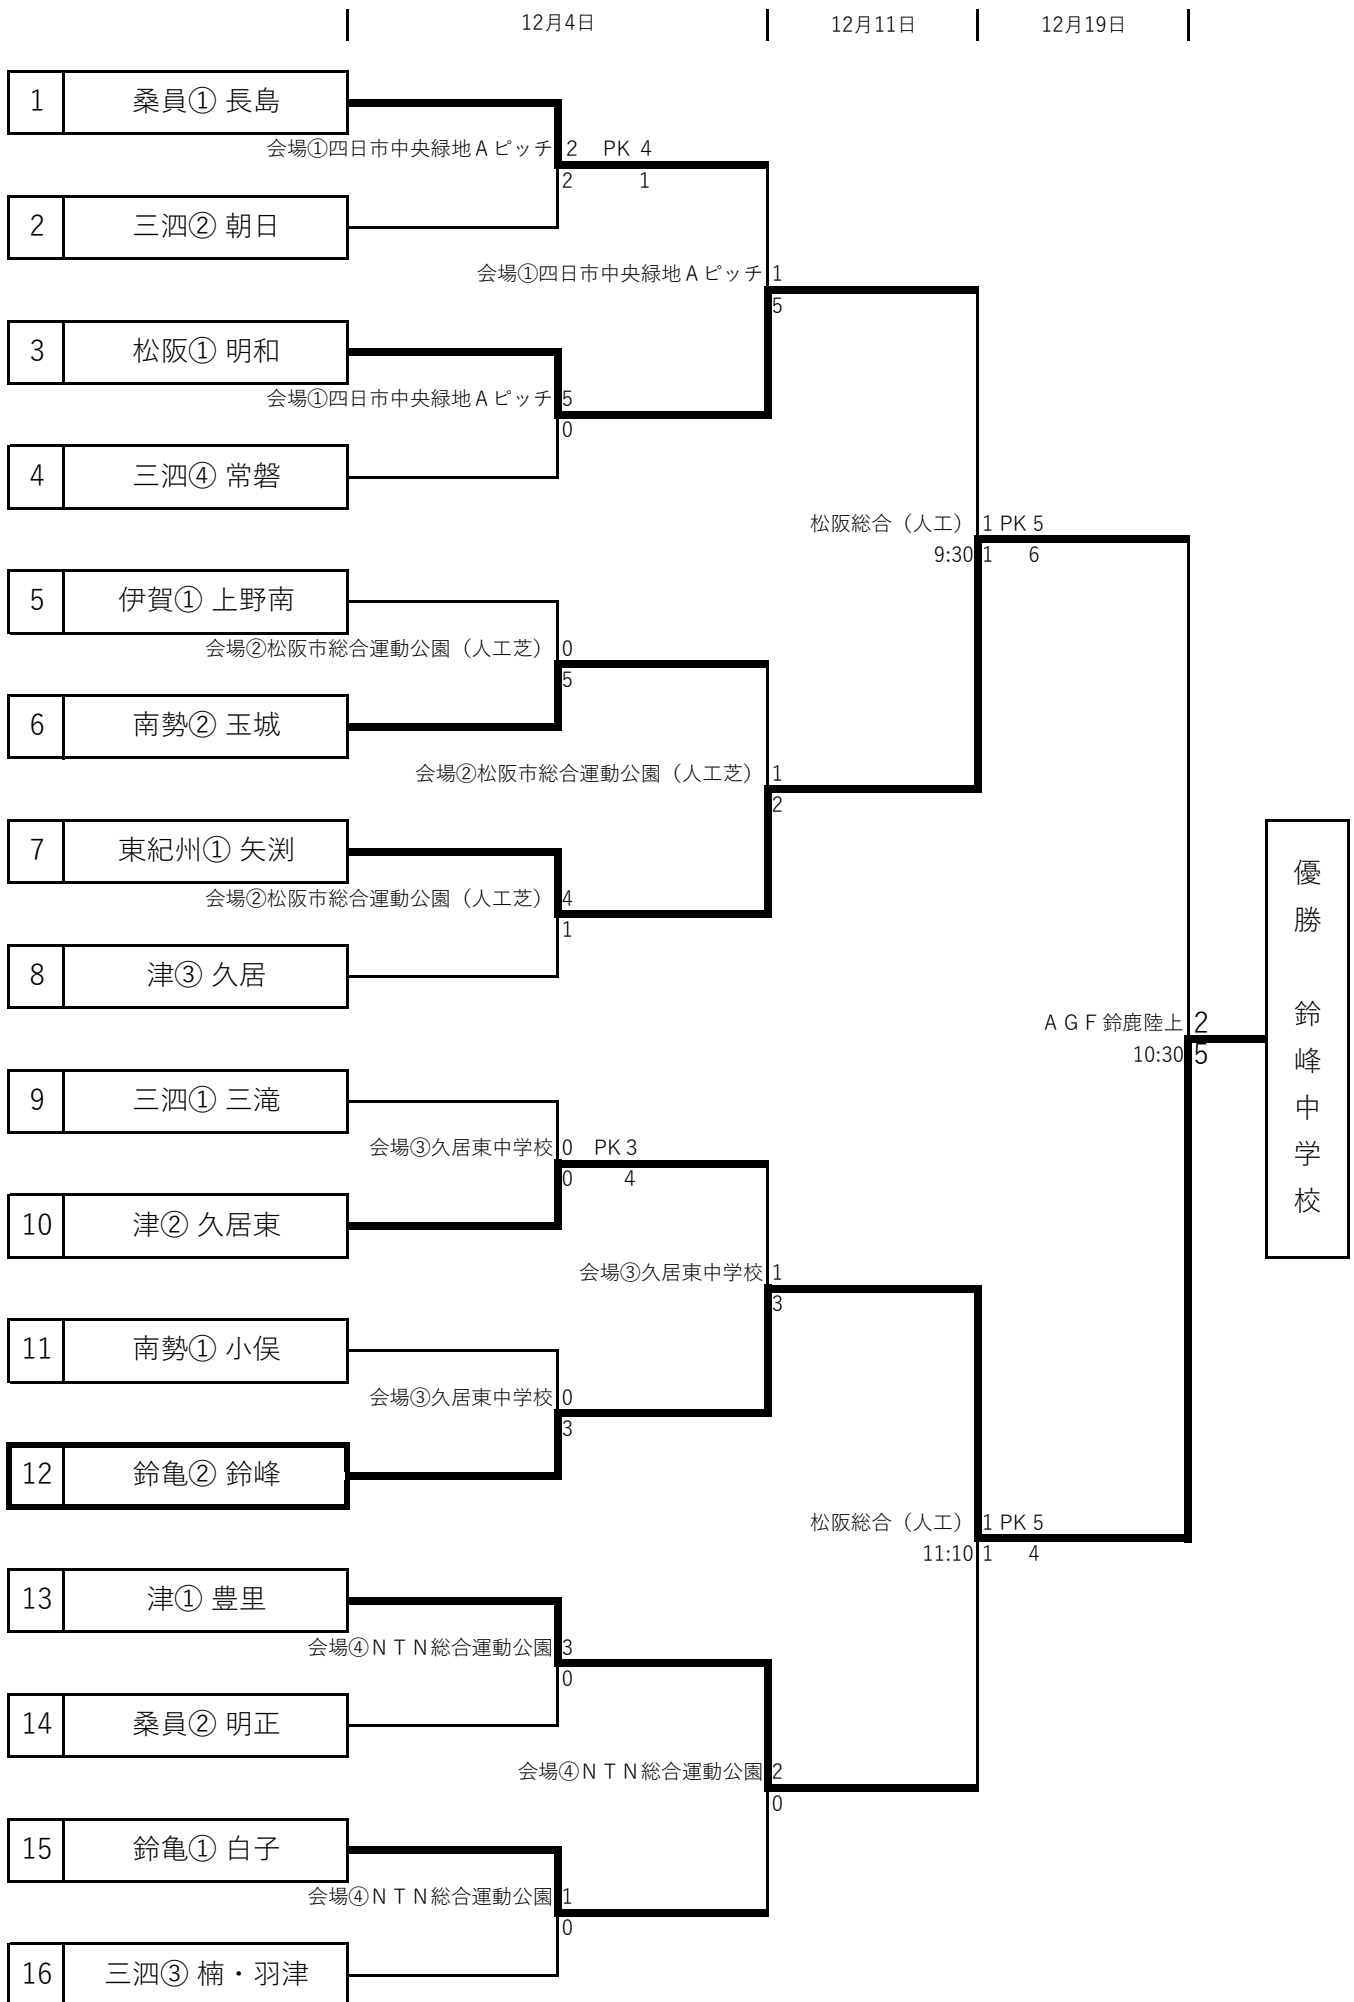 12月4日 12月11日 12月19日
1 桑員① 長島
会場①四日市中央緑地Ａピッチ 2 PK 4
2 1
2 三泗② 朝日
会場①四日市中央緑地Ａピッチ 1
5
3 松阪① 明和
会場①四日市中央緑地Ａピッチ 5
0
4 三泗④ 常磐
松阪総合（人工） 1 PK 5
9:30 1 6
5 伊賀① 上野南
会場②松阪市総合運動公園（人工芝） 0
5
6 南勢② 玉城
会場②松阪市総合運動公園（人工芝） 1
2
7 東紀州① 矢渕
会場②松阪市総合運動公園（人工芝） 4
1
8 津③ 久居
優勝 鈴峰中学校
ＡＧＦ鈴鹿陸上 2
10:30 5
9 三泗① 三滝
会場③久居東中学校 0 PK 3
0 4
10 津② 久居東
会場③久居東中学校 1
3
11 南勢① 小俣
会場③久居東中学校 0
3
12 鈴亀② 鈴峰
松阪総合（人工） 1 PK 5
11:10 1 4
13 津① 豊里
会場④ＮＴＮ総合運動公園 3
0
14 桑員② 明正
会場④ＮＴＮ総合運動公園 2
0
15 鈴亀① 白子
会場④ＮＴＮ総合運動公園 1
0
16 三泗③ 楠・羽津